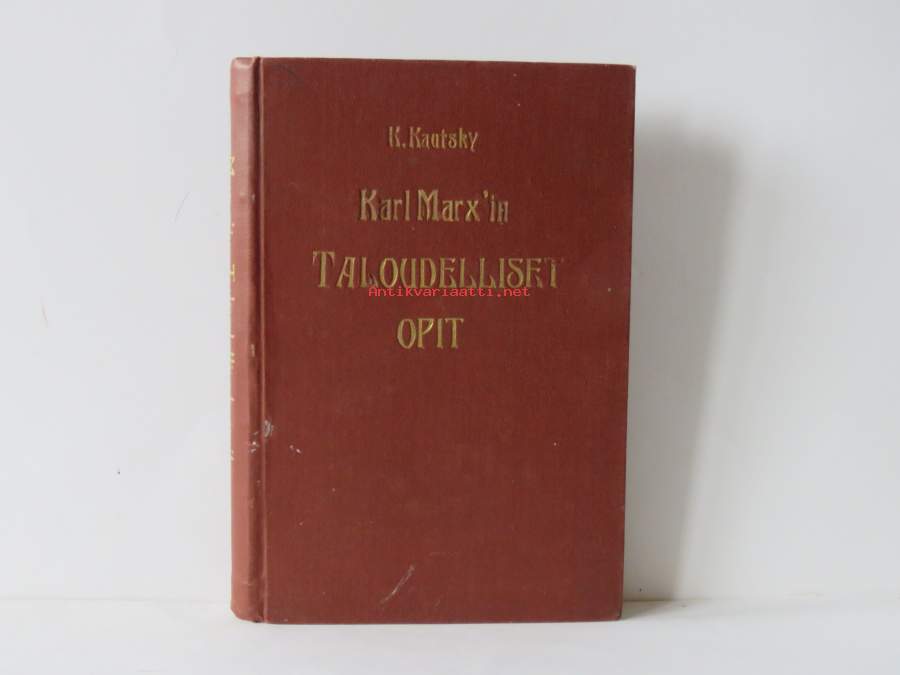 K. Kautsky
Karl Marx'in
TALOUDELLISET
Antikvariaatti.net
OPIT